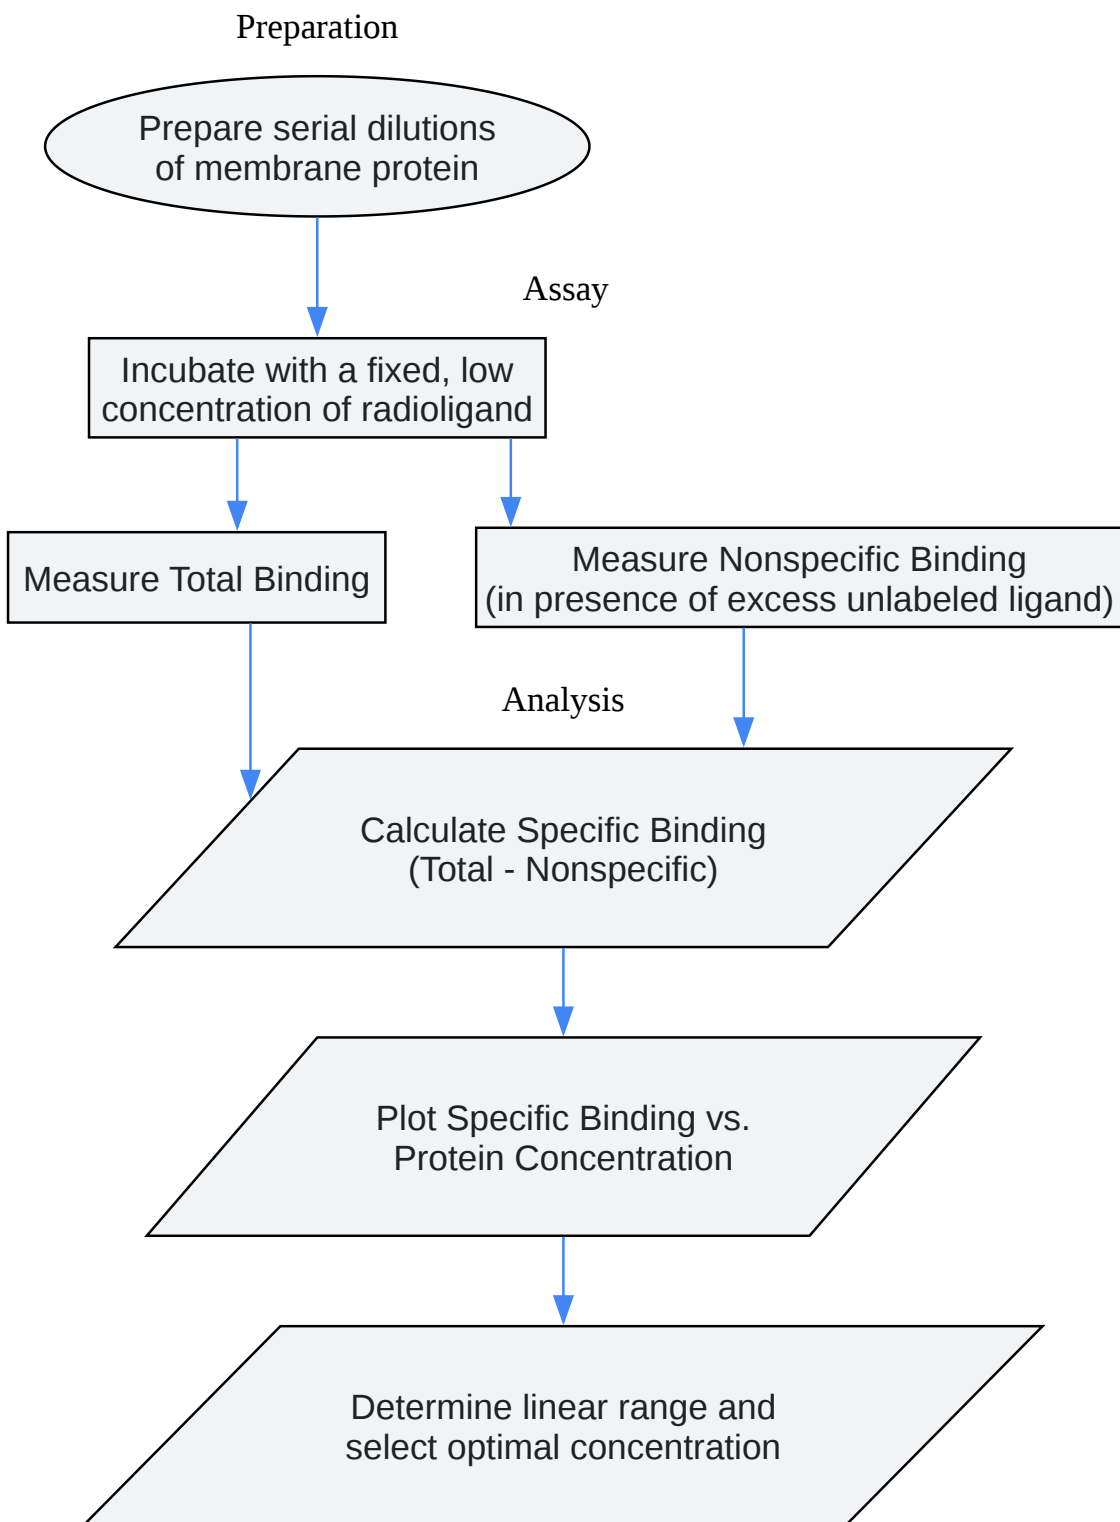 Preparation
Prepare serial dilutions
of membrane protein
Assay
Incubate with a fixed, low
concentration of radioligand
Measure Total Binding
Measure Nonspecific Binding
(in presence of excess unlabeled ligand)
Analysis
Calculate Specific Binding
(Total - Nonspecific)
Plot Specific Binding vs.
Protein Concentration
Determine linear range and
select optimal concentration